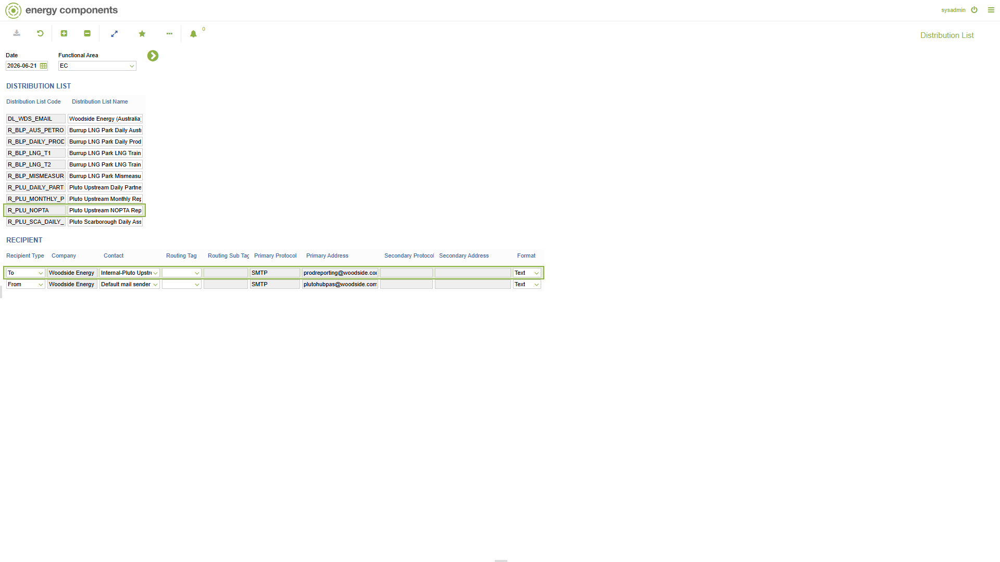 energy components
sysadmin
0
Distribution List
Date Functional Area
2026-06-21 EC
DISTRIBUTION LIST
Distribution List Code Distribution List Name
DL_WDS_EMAIL Woodside Energy (Australia)
R_BLP_AUS_PETRO Burrup LNG Park Daily Austr
R_BLP_DAILY_PROD Burrup LNG Park Daily Prod
R_BLP_LNG_T1 Burrup LNG Park LNG Train
R_BLP_LNG_T2 Burrup LNG Park LNG Train
R_BLP_MISMEASUR Burrup LNG Park Mismeasu
R_PLU_DAILY_PART Pluto Upstream Daily Partne
R_PLU_MONTHLY_P Pluto Upstream Monthly Rep
R_PLU_NOPTA Pluto Upstream NOPTA Rep
R_PLU_SCA_DAILY_ Pluto Scarborough Daily Ass
RECIPIENT
Recipient Type Company Contact Routing Tag Routing Sub Tag Primary Protocol Primary Address Secondary Protocol Secondary Address Format
To Woodside Energy Internal-Pluto Upstre SMTP prodreporting@woodside.com Text
From Woodside Energy Default mail sender SMTP plutohubpas@woodside.com Text